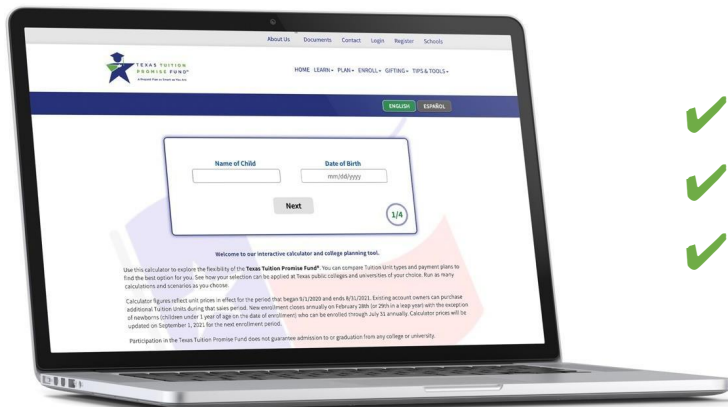 About Us Documents Contact Login Register Schools
TEXAS TUITION
PROMISE FUND®
A Prepaid Plan as Smart as You Are
HOME LEARN PLAN ENROLL GIFTING TIPS & TOOLS
ENGLISH ESPAÑOL
Name of Child Date of Birth
mm/dd/yyyy
Next
1/4
Welcome to our interactive calculator and college planning tool.
Use this calculator to explore the flexibility of the Texas Tuition Promise Fund®. You can compare Tuition Unit types and payment plans to
find the best option for you. See how your selection can be applied at Texas public colleges and universities of your choice. Run as many
calculations and scenarios as you choose.
Calculator figures reflect unit prices in effect for the period that began 9/1/2020 and ends 8/31/2021. Existing account owners can purchase
additional Tuition Units during that sales period. New enrollment closes annually on February 28th (or 29th in a leap year) with the exception
of newborns (children under 1 year of age on the date of enrollment) who can be enrolled through July 31 annually. Calculator prices will be
updated on September 1, 2021 for the next enrollment period.
Participation in the Texas Tuition Promise Fund does not guarantee admission to or graduation from any college or university.